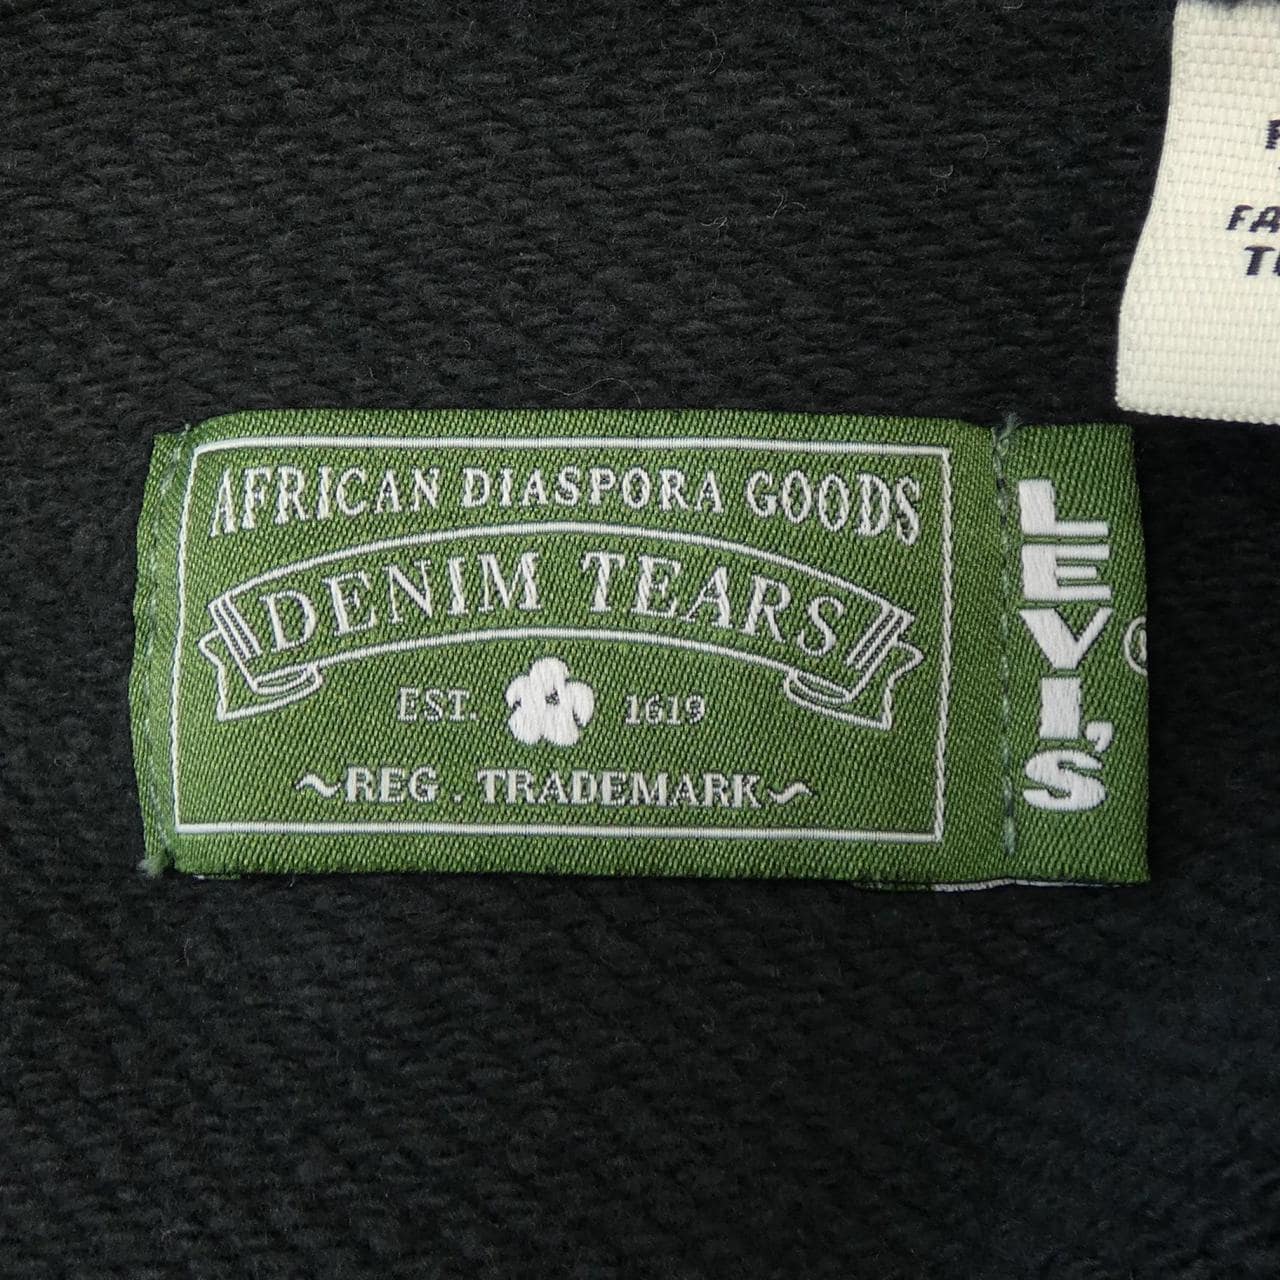 AFRICAN DIASPORA GOODS
DENIM TEARS
EST. 1619
~REG. TRADEMARK~
LEVI'S®